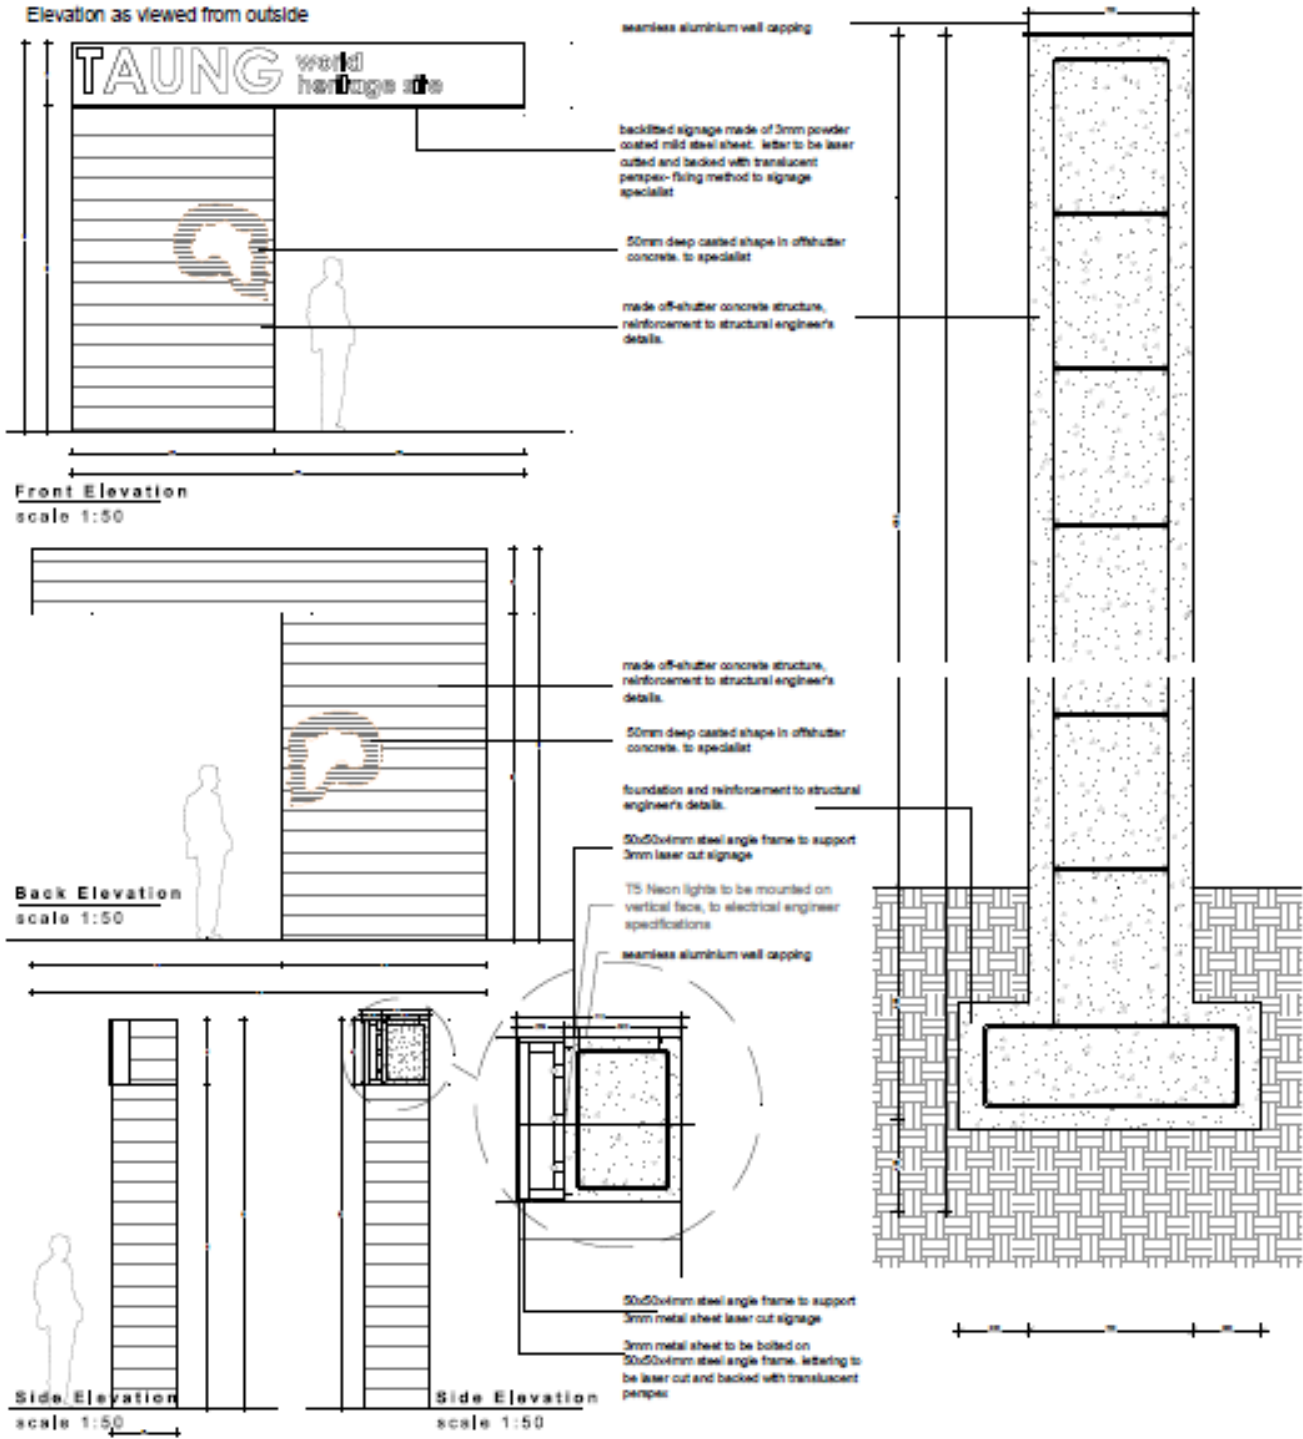 Elevation as viewed from outside
TAUNG world
heritage site
Front Elevation
scale 1:50
seamless aluminium wall capping
backlitted signage made of 3mm powder
coated mild steel sheet. letter to be laser
cutted and backed with translucent
perspex- fixing method to signage
specialist
50mm deep casted shape in offshutter
concrete. to specialist
made off-shutter concrete structure,
reinforcement to structural engineer's
details.
Back Elevation
scale 1:50
made off-shutter concrete structure,
reinforcement to structural engineer's
details.
50mm deep casted shape in offshutter
concrete. to specialist
foundation and reinforcement to structural
engineer's details.
50x50x4mm steel angle frame to support
3mm laser cut signage
T5 Neon lights to be mounted on
vertical face, to electrical engineer
specifications
seamless aluminium wall capping
50x50x4mm steel angle frame to support
3mm metal sheet laser cut signage
3mm metal sheet to be bolted on
50x50x4mm steel angle frame. lettering to
be laser cut and backed with transluscent
perspex
Side Elevation
scale 1:50
Side Elevation
scale 1:50